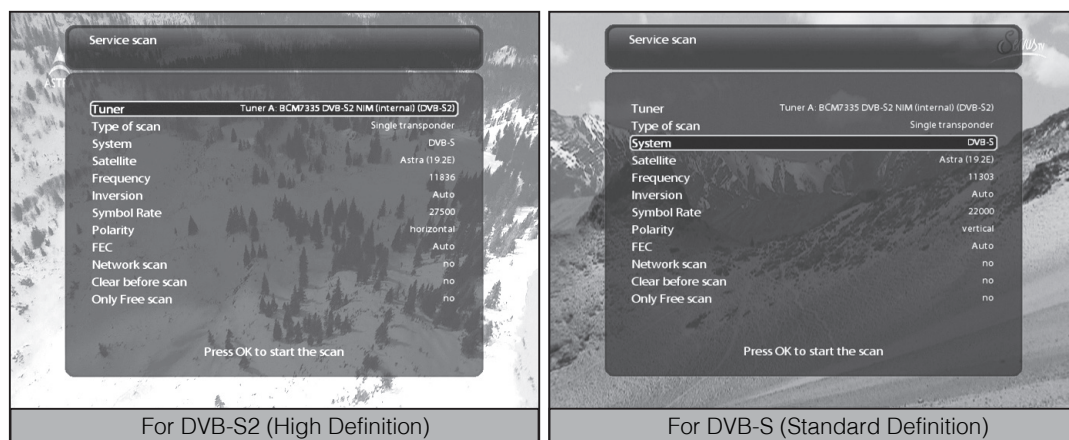 Service scan
Tuner Tuner A: BCM7335 DVB-S2 NIM (internal) (DVB-S2)
Type of scan Single transponder
System DVB-S
Satellite Astra (19.2E)
Frequency 11836
Inversion Auto
Symbol Rate 27500
Polarity horizontal
FEC Auto
Network scan no
Clear before scan no
Only Free scan no
Press OK to start the scan
For DVB-S2 (High Definition)
Service scan
Tuner Tuner A: BCM7335 DVB-S2 NIM (internal) (DVB-S2)
Type of scan Single transponder
System DVB-S
Satellite Astra (19.2E)
Frequency 11303
Inversion Auto
Symbol Rate 22000
Polarity vertical
FEC Auto
Network scan no
Clear before scan no
Only Free scan no
Press OK to start the scan
For DVB-S (Standard Definition)